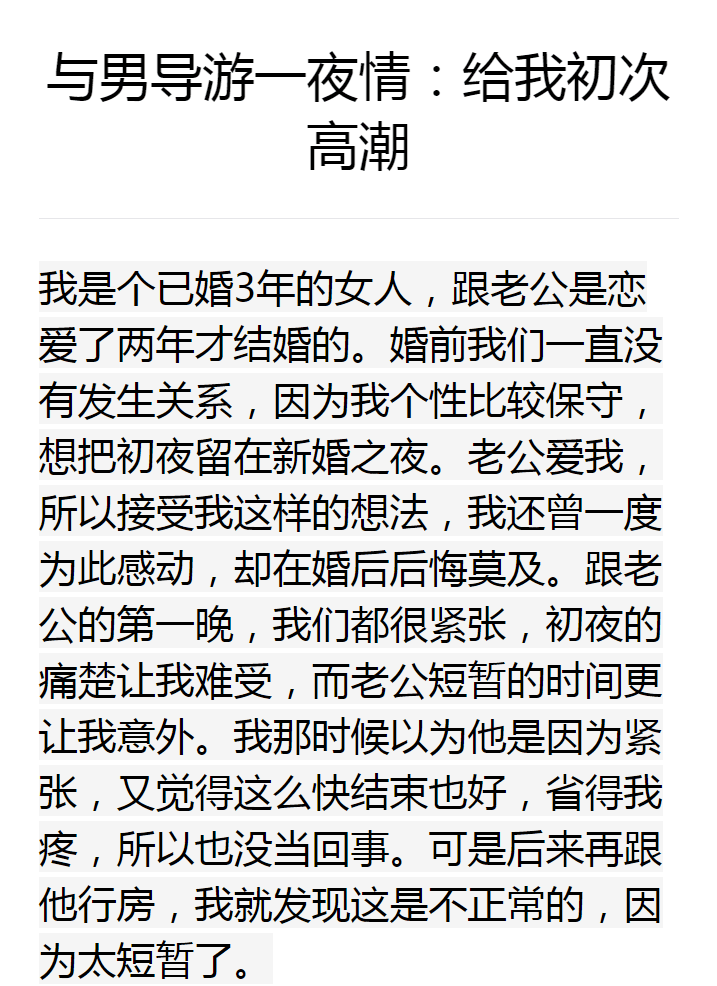 与男导游一夜情：给我初次
高潮
我是个已婚3年的女人，跟老公是恋
爱了两年才结婚的。婚前我们一直没
有发生关系，因为我个性比较保守，
想把初夜留在新婚之夜。老公爱我，
所以接受我这样的想法，我还曾一度
为此感动，却在婚后后悔莫及。跟老
公的第一晚，我们都很紧张，初夜的
痛楚让我难受，而老公短暂的时间更
让我意外。我那时候以为他是因为紧
张，又觉得这么快结束也好，省得我
疼，所以也没当回事。可是后来再跟
他行房，我就发现这是不正常的，因
为太短暂了。